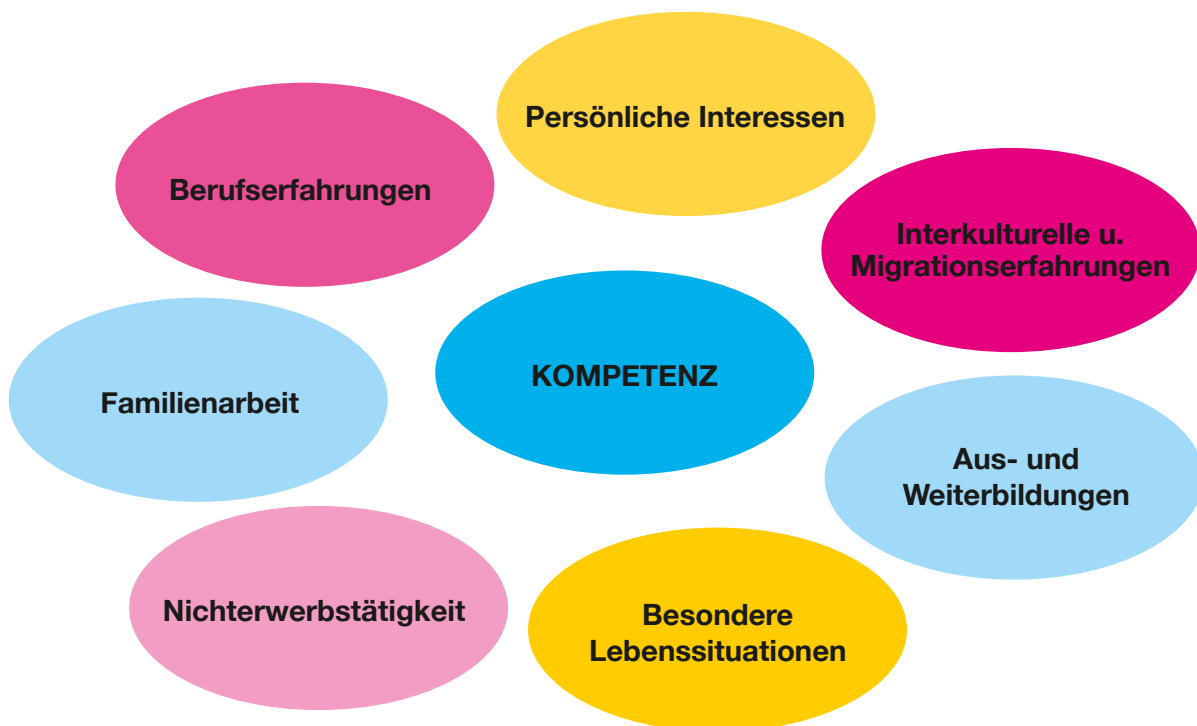 Persönliche Interessen
Berufserfahrungen
Interkulturelle u.
Migrationserfahrungen
KOMPETENZ
Familienarbeit
Aus- und
Weiterbildungen
Nichterwerbstätigkeit
Besondere
Lebenssituationen